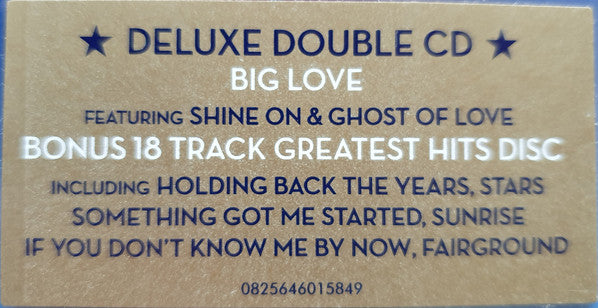 ★ DELUXE DOUBLE CD ★
BIG LOVE
FEATURING SHINE ON & GHOST OF LOVE
BONUS 18 TRACK GREATEST HITS DISC
INCLUDING HOLDING BACK THE YEARS, STARS
SOMETHING GOT ME STARTED, SUNRISE
IF YOU DON'T KNOW ME BY NOW, FAIRGROUND
0825646015849